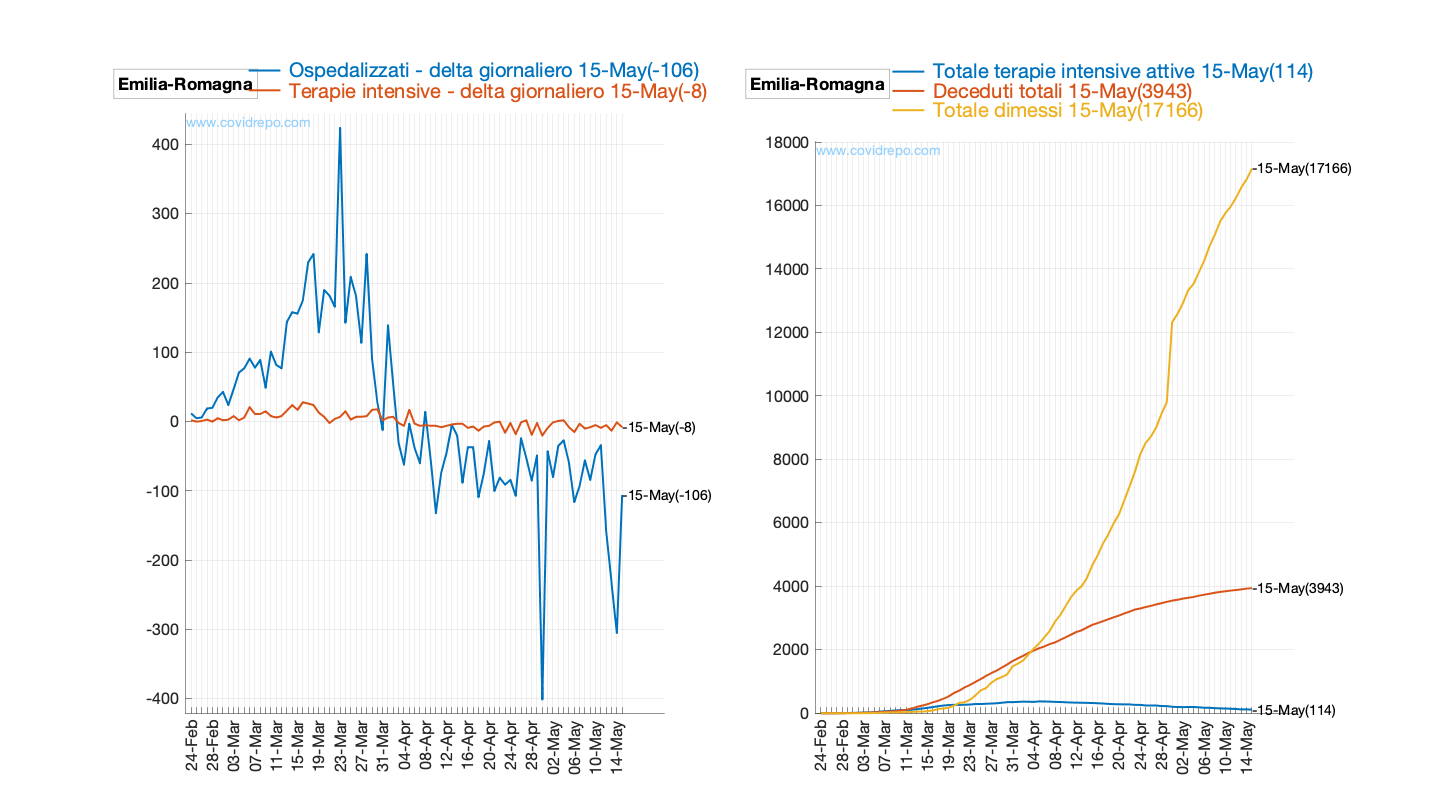 Emilia-Romagna
Ospedalizzati - delta giornaliero 15-May(-106)
Terapie intensive - delta giornaliero 15-May(-8)
www.covidrepo.com
400
300
200
100
0
-100
-200
-300
-400
15-May(-8)
15-May(-106)
24-Feb
28-Feb
03-Mar
07-Mar
11-Mar
15-Mar
19-Mar
23-Mar
27-Mar
31-Mar
04-Apr
08-Apr
12-Apr
16-Apr
20-Apr
24-Apr
28-Apr
02-May
06-May
10-May
14-May
Emilia-Romagna
Totale terapie intensive attive 15-May(114)
Deceduti totali 15-May(3943)
Totale dimessi 15-May(17166)
www.covidrepo.com
18000
16000
14000
12000
10000
8000
6000
4000
2000
0
15-May(17166)
15-May(3943)
15-May(114)
24-Feb
28-Feb
03-Mar
07-Mar
11-Mar
15-Mar
19-Mar
23-Mar
27-Mar
31-Mar
04-Apr
08-Apr
12-Apr
16-Apr
20-Apr
24-Apr
28-Apr
02-May
06-May
10-May
14-May